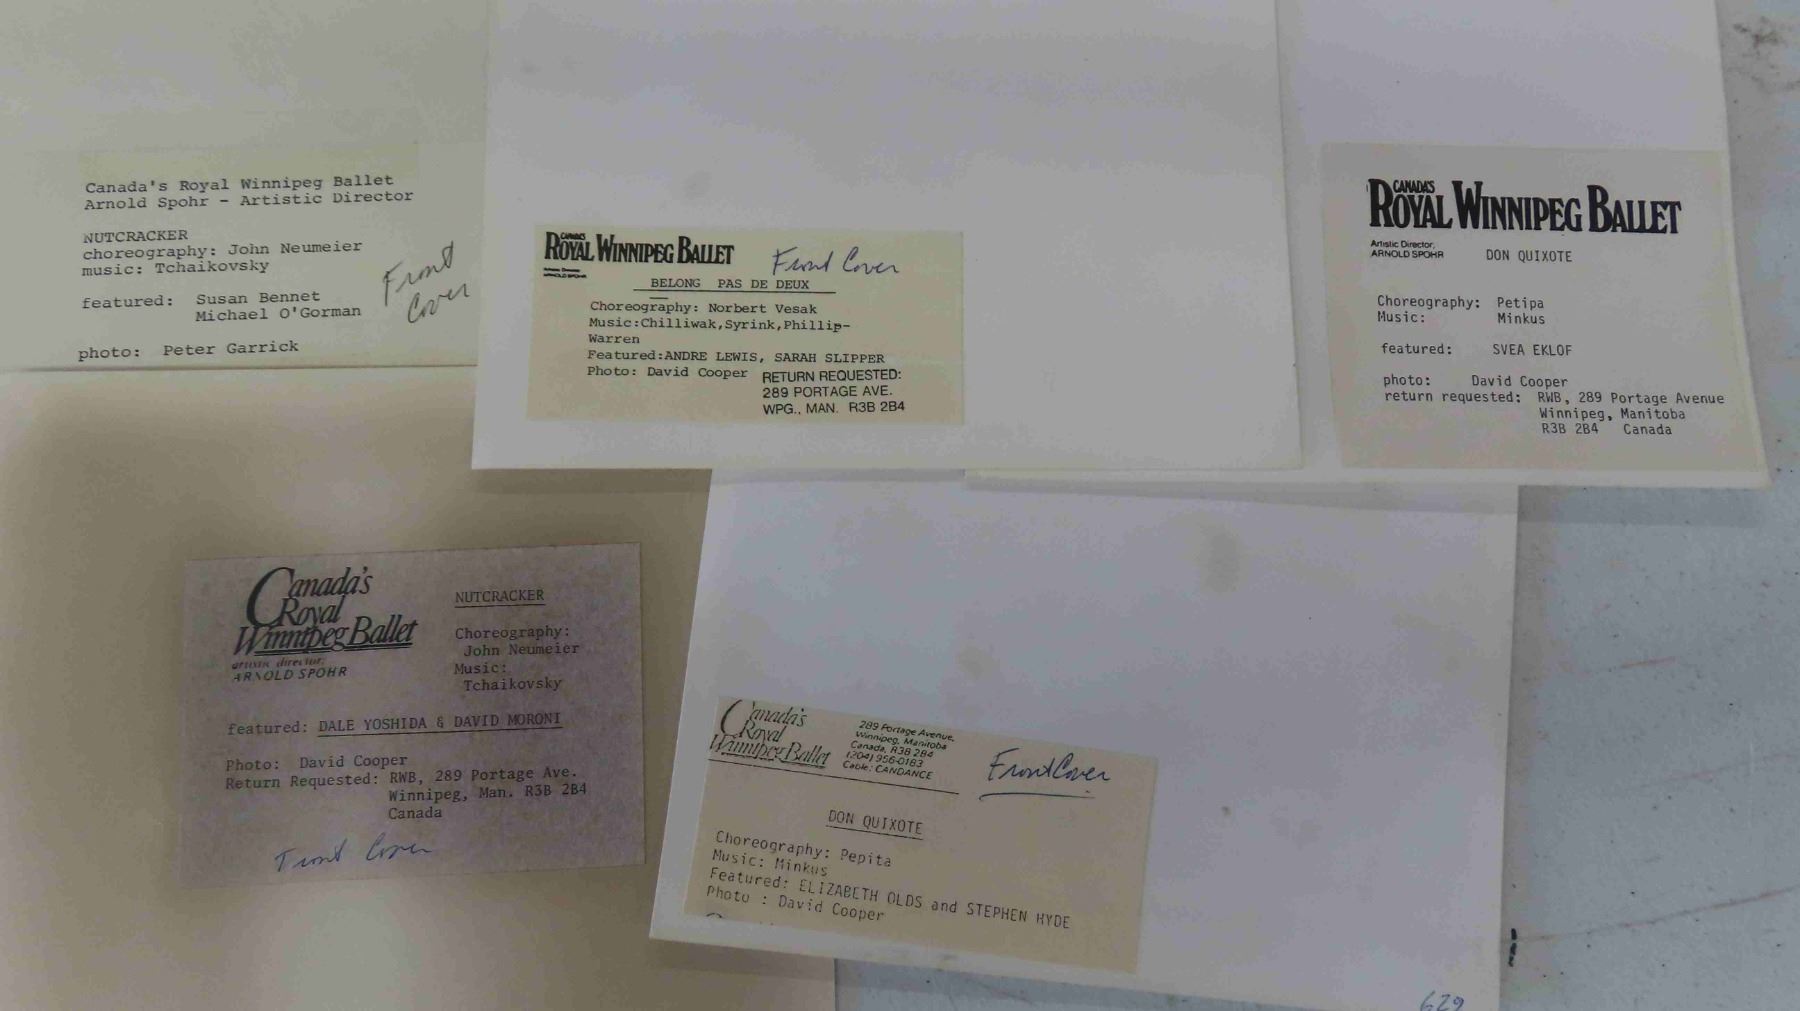 Canada's Royal Winnipeg Ballet
Arnold Spohr - Artistic Director
NUTCRACKER
choreography: John Neumeier
music: Tchaikovsky
featured: Susan Bennet
Michael O'Gorman
photo: Peter Garrick
Front
Cover
CANADA'S
ROYAL WINNIPEG BALLET
Artistic Director
ARNOLD SPOHR
Front Cover
BELONG PAS DE DEUX
Choreography: Norbert Vesak
Music:Chilliwak,Syrink,Phillip-
Warren
Featured:ANDRE LEWIS, SARAH SLIPPER
Photo: David Cooper
RETURN REQUESTED:
289 PORTAGE AVE.
WPG., MAN. R3B 2B4
CANADA'S
ROYAL WINNIPEG BALLET
Artistic Director,
ARNOLD SPOHR
DON QUIXOTE
Choreography: Petipa
Music: Minkus
featured: SVEA EKLOF
photo: David Cooper
return requested: RWB, 289 Portage Avenue
Winnipeg, Manitoba
R3B 2B4 Canada
Canada's
Royal
Winnipeg Ballet
artistic director,
ARNOLD SPOHR
NUTCRACKER
Choreography:
John Neumeier
Music:
Tchaikovsky
featured: DALE YOSHIDA & DAVID MORONI
Photo: David Cooper
Return Requested: RWB, 289 Portage Ave.
Winnipeg, Man. R3B 2B4
Canada
Front Cover
Canada's
Royal
Winnipeg Ballet
289 Portage Avenue,
Winnipeg, Manitoba
Canada, R3B 2B4
(204) 956-0183
Cable: CANDANCE
Front Cover
DON QUIXOTE
Choreography: Pepita
Music: Minkus
Featured: ELIZABETH OLDS and STEPHEN HYDE
Photo : David Cooper
629